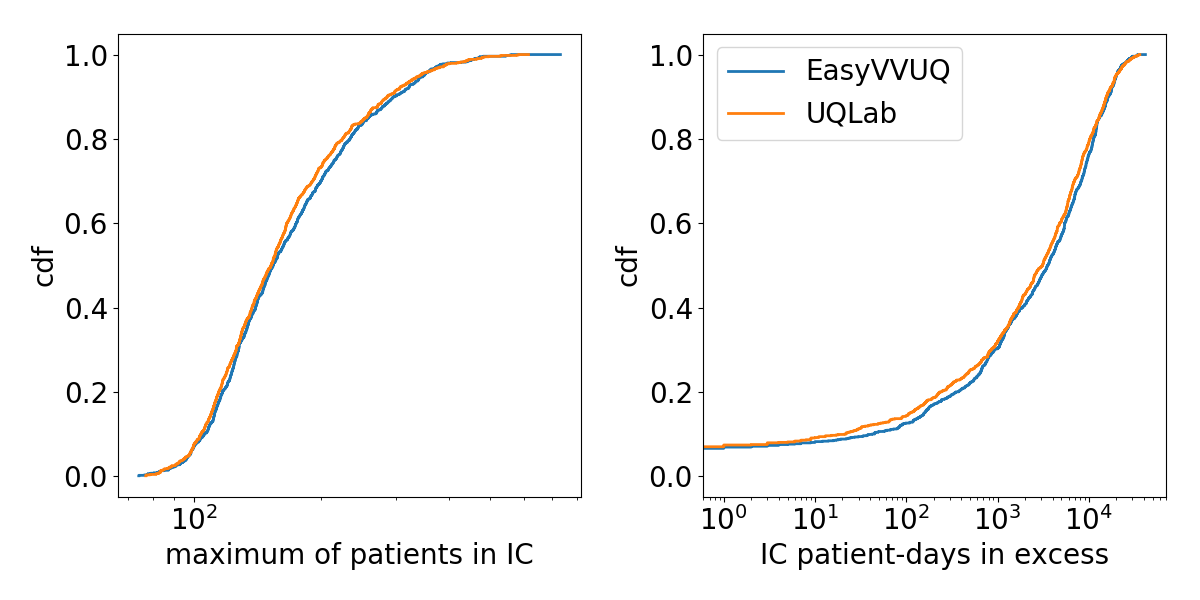 cdf
1.0
0.8
0.6
0.4
0.2
0.0
10²
maximum of patients in IC
cdf
1.0
0.8
0.6
0.4
0.2
0.0
EasyVVUQ
UQLab
10⁰ 10¹ 10² 10³ 10⁴
IC patient-days in excess